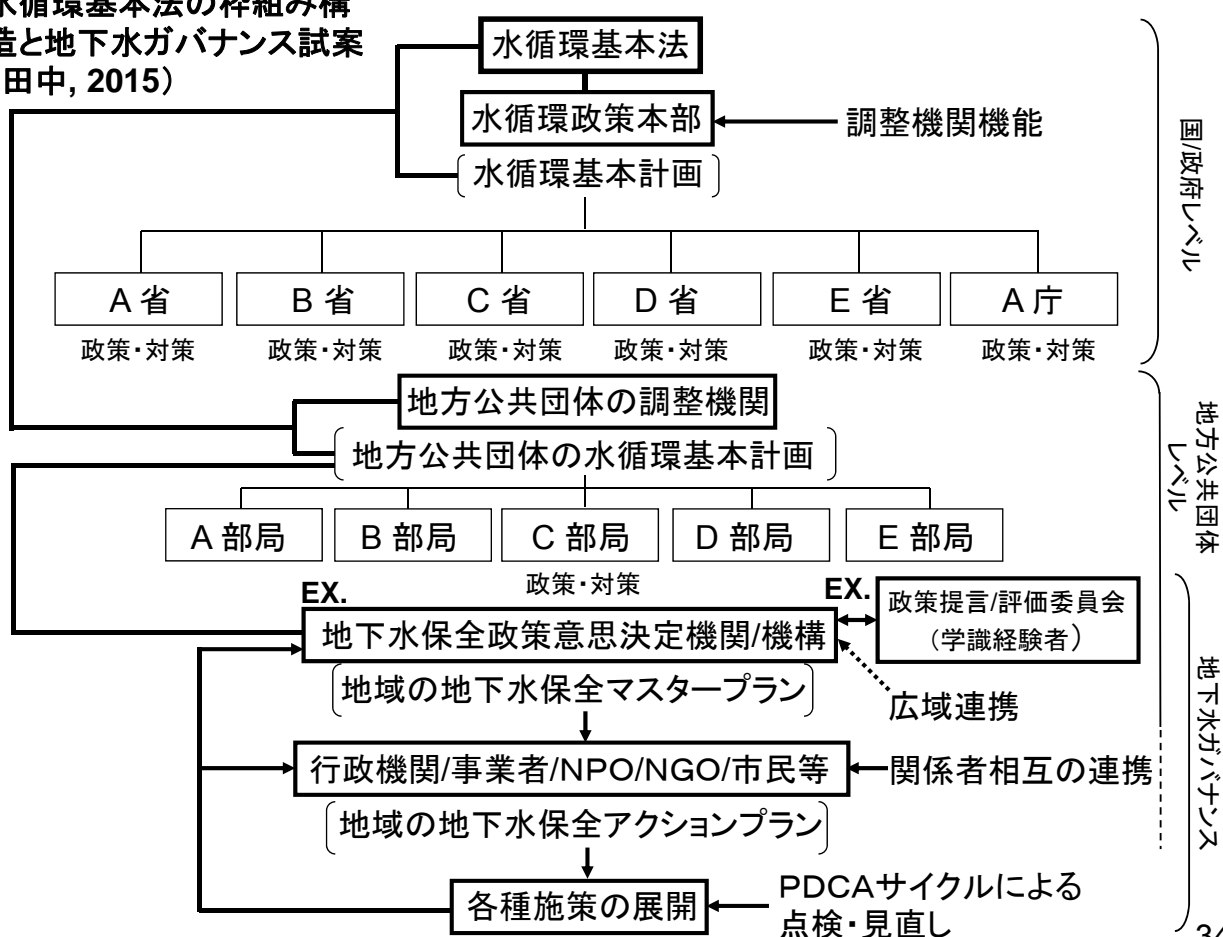 水循環基本法の枠組み構
造と地下水ガバナンス試案
田中, 2015）
水循環基本法
水循環政策本部
調整機関機能
水循環基本計画
A 省
B 省
C 省
D 省
E 省
A 庁
政策・対策
政策・対策
政策・対策
政策・対策
政策・対策
政策・対策
国/政府レベル
地方公共団体の調整機関
地方公共団体の水循環基本計画
A 部局
B 部局
C 部局
D 部局
E 部局
政策・対策
地方公共団体
レベル
EX.
EX.
地下水保全政策意思決定機関/機構
政策提言/評価委員会
（学識経験者）
地域の地下水保全マスタープラン
広域連携
行政機関/事業者/NPO/NGO/市民等
関係者相互の連携
地域の地下水保全アクションプラン
各種施策の展開
PDCAサイクルによる
点検・見直し
地下水ガバナンス
34